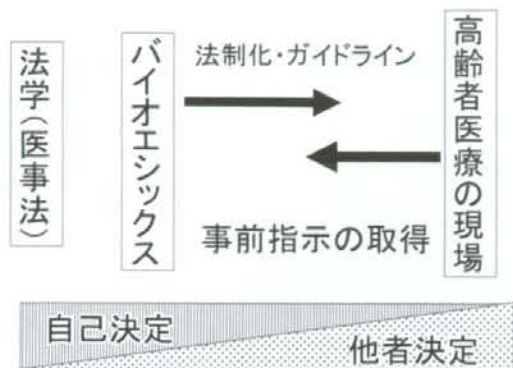 法学(医事法)
バイオエシックス
法制化・ガイドライン
事前指示の取得
高齢者医療の現場
自己決定
他者決定